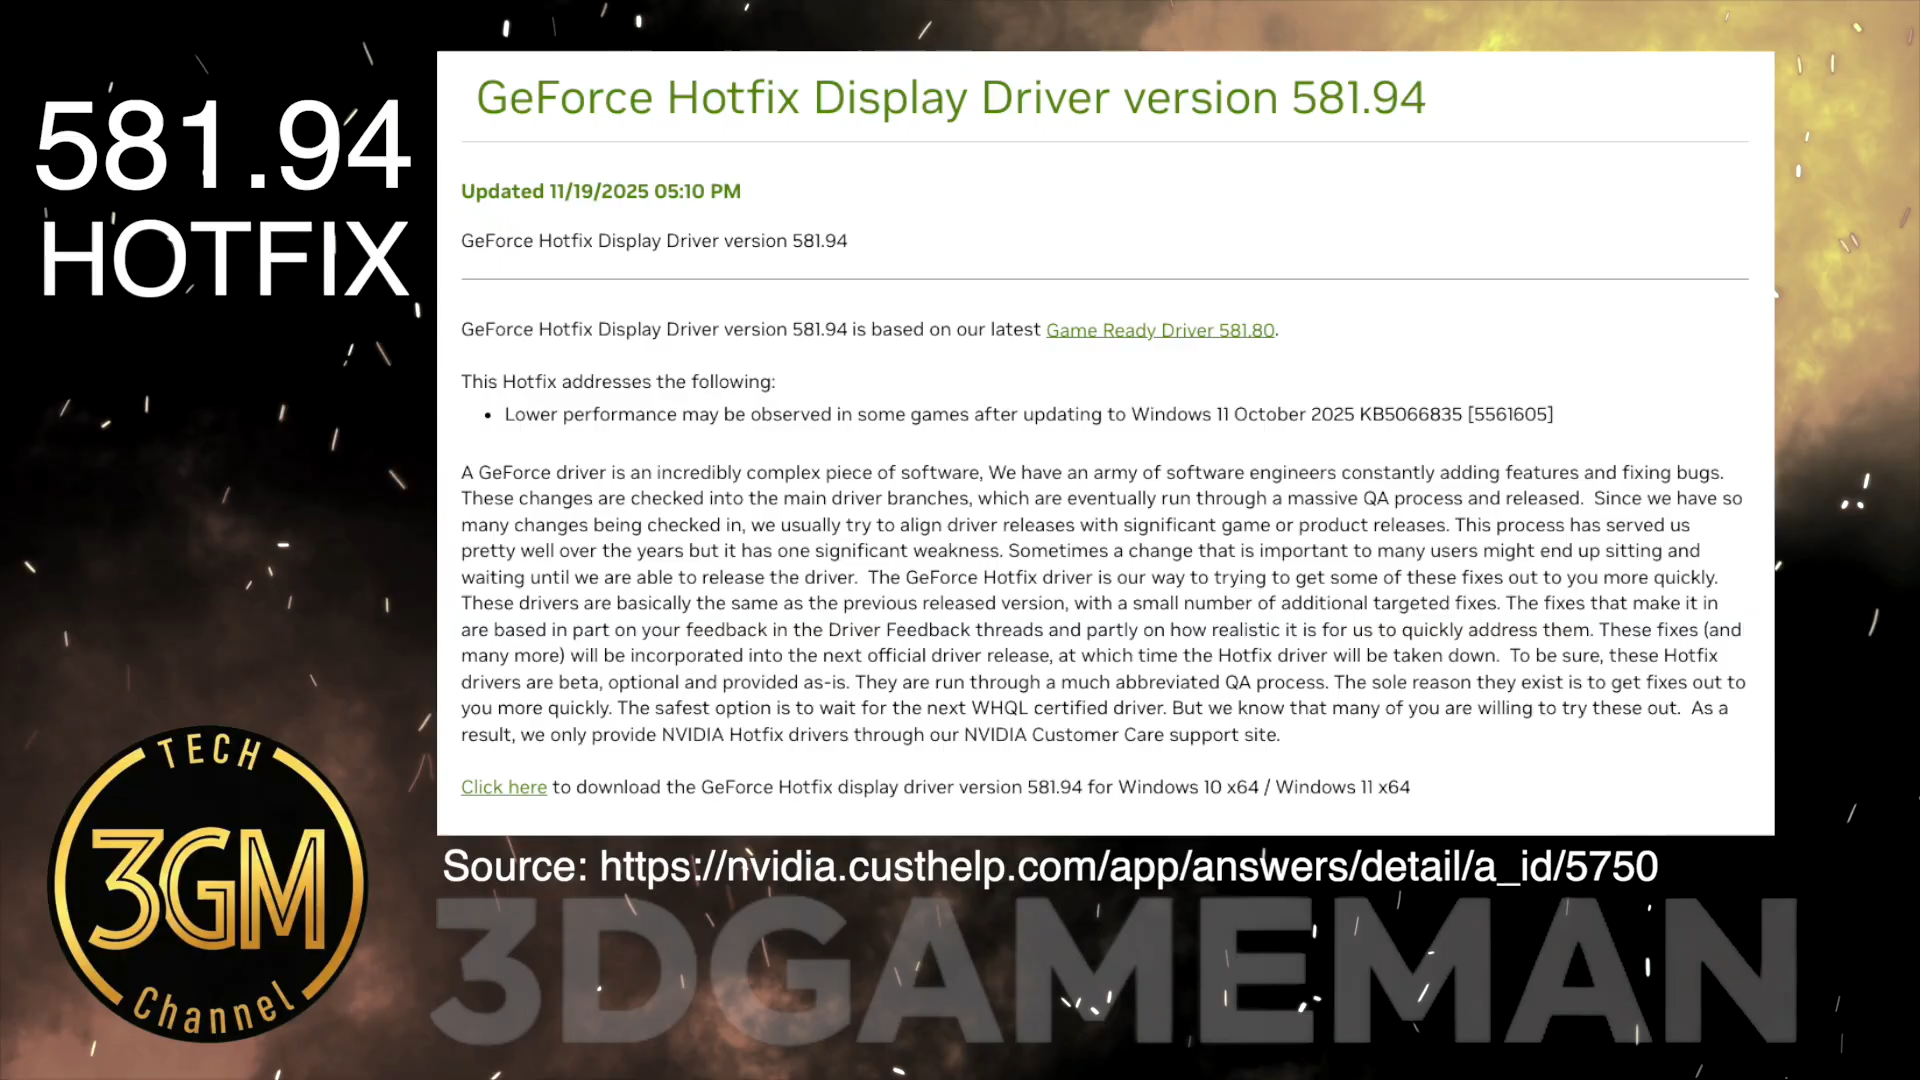 581.94
HOTFIX
GeForce Hotfix Display Driver version 581.94
Updated 11/19/2025 05:10 PM
GeForce Hotfix Display Driver version 581.94
GeForce Hotfix Display Driver version 581.94 is based on our latest Game Ready Driver 581.80.
This Hotfix addresses the following:
• Lower performance may be observed in some games after updating to Windows 11 October 2025 KB5066835 [5561605]
A GeForce driver is an incredibly complex piece of software, We have an army of software engineers constantly adding features and fixing bugs.
These changes are checked into the main driver branches, which are eventually run through a massive QA process and released.  Since we have so
many changes being checked in, we usually try to align driver releases with significant game or product releases. This process has served us
pretty well over the years but it has one significant weakness. Sometimes a change that is important to many users might end up sitting and
waiting until we are able to release the driver.  The GeForce Hotfix driver is our way to trying to get some of these fixes out to you more quickly.
These drivers are basically the same as the previous released version, with a small number of additional targeted fixes. The fixes that make it in
are based in part on your feedback in the Driver Feedback threads and partly on how realistic it is for us to quickly address them. These fixes (and
many more) will be incorporated into the next official driver release, at which time the Hotfix driver will be taken down.  To be sure, these Hotfix
drivers are beta, optional and provided as-is. They are run through a much abbreviated QA process. The sole reason they exist is to get fixes out to
you more quickly. The safest option is to wait for the next WHQL certified driver. But we know that many of you are willing to try these out.  As a
result, we only provide NVIDIA Hotfix drivers through our NVIDIA Customer Care support site.
Click here to download the GeForce Hotfix display driver version 581.94 for Windows 10 x64 / Windows 11 x64
Source: https://nvidia.custhelp.com/app/answers/detail/a_id/5750
TECH
3GM
Channel
3DGAMEMAN